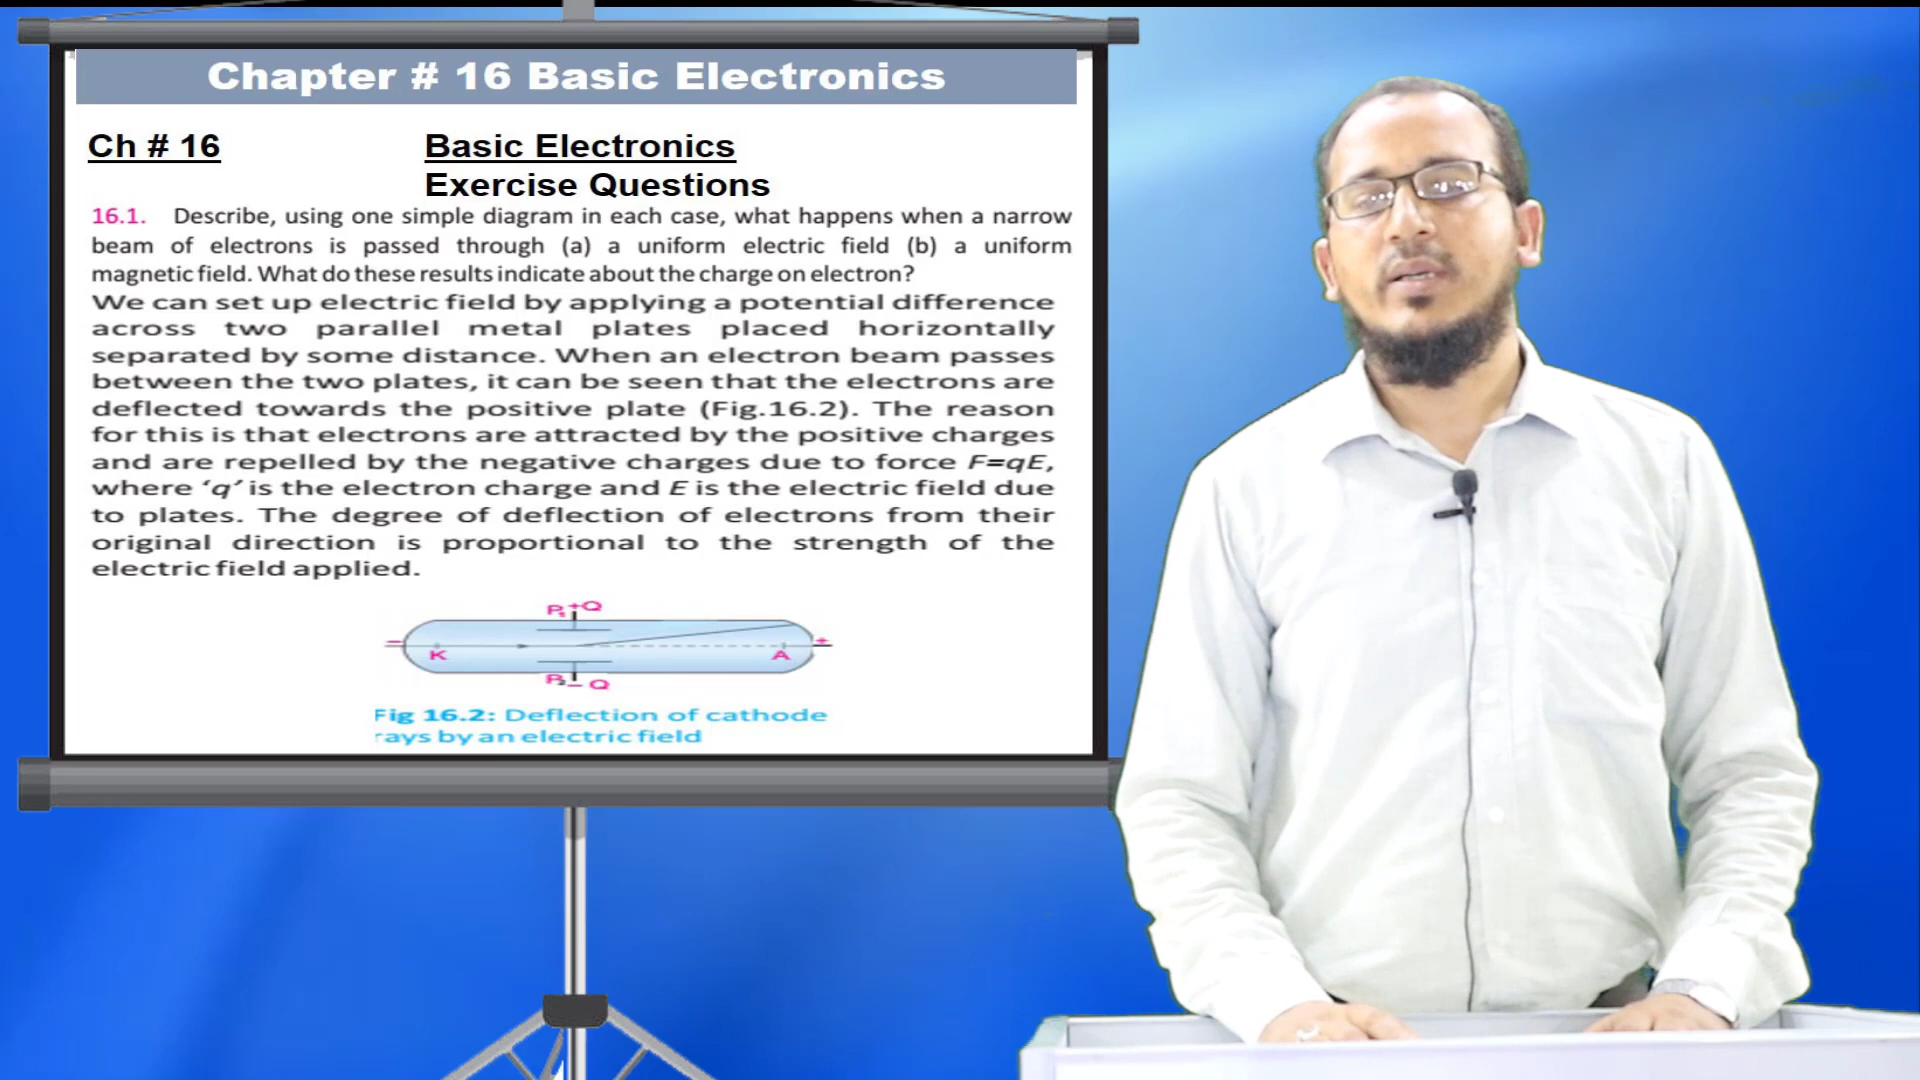 Chapter # 16 Basic Electronics
Ch # 16
Basic Electronics
Exercise Questions
16.1. Describe, using one simple diagram in each case, what happens when a narrow
beam of electrons is passed through (a) a uniform electric field (b) a uniform
magnetic field. What do these results indicate about the charge on electron?
We can set up electric field by applying a potential difference
across two parallel metal plates placed horizontally
separated by some distance. When an electron beam passes
between the two plates, it can be seen that the electrons are
deflected towards the positive plate (Fig.16.2). The reason
for this is that electrons are attracted by the positive charges
and are repelled by the negative charges due to force F=qE,
where ‘q’ is the electron charge and E is the electric field due
to plates. The degree of deflection of electrons from their
original direction is proportional to the strength of the
electric field applied.
P₁ +Q
– K A +
P₂ – Q
Fig 16.2: Deflection of cathode
rays by an electric field